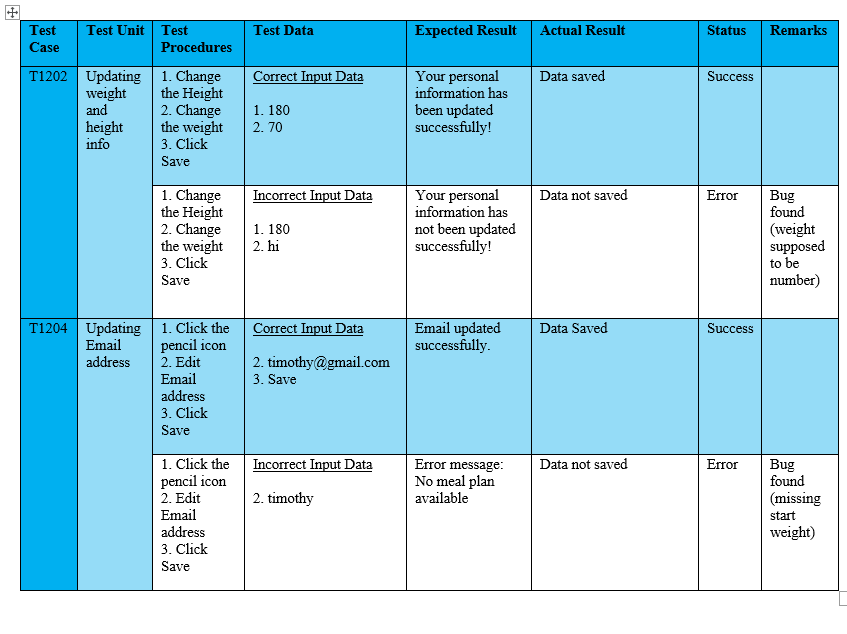 Test Case
Test Unit
Test Procedures
Test Data
Expected Result
Actual Result
Status
Remarks
T1202
Updating
weight
and
height
info
1. Change
the Height
2. Change
the weight
3. Click
Save
Correct Input Data
1. 180
2. 70
Your personal
information has
been updated
successfully!
Data saved
Success
1. Change
the Height
2. Change
the weight
3. Click
Save
Incorrect Input Data
1. 180
2. hi
Your personal
information has
not been updated
successfully!
Data not saved
Error
Bug
found
(weight
supposed
to be
number)
T1204
Updating
Email
address
1. Click the
pencil icon
2. Edit
Email
address
3. Click
Save
Correct Input Data
2. timothy@gmail.com
3. Save
Email updated
successfully.
Data Saved
Success
1. Click the
pencil icon
2. Edit
Email
address
3. Click
Save
Incorrect Input Data
2. timothy
Error message:
No meal plan
available
Data not saved
Error
Bug
found
(missing
start
weight)